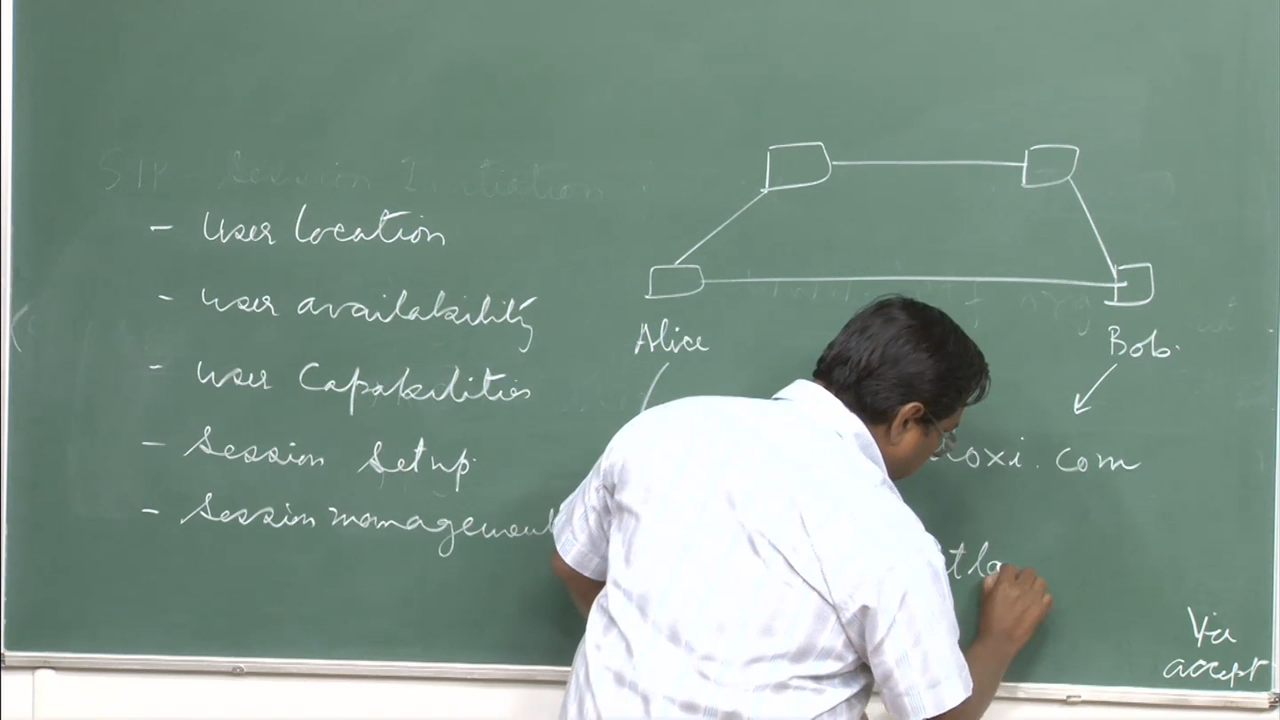 SIP - Session Initiation
- User location
- user availability
- user Capabilities
- Session Setup.
- Session management
Alice
Bob.
oxi.com
Via
accept